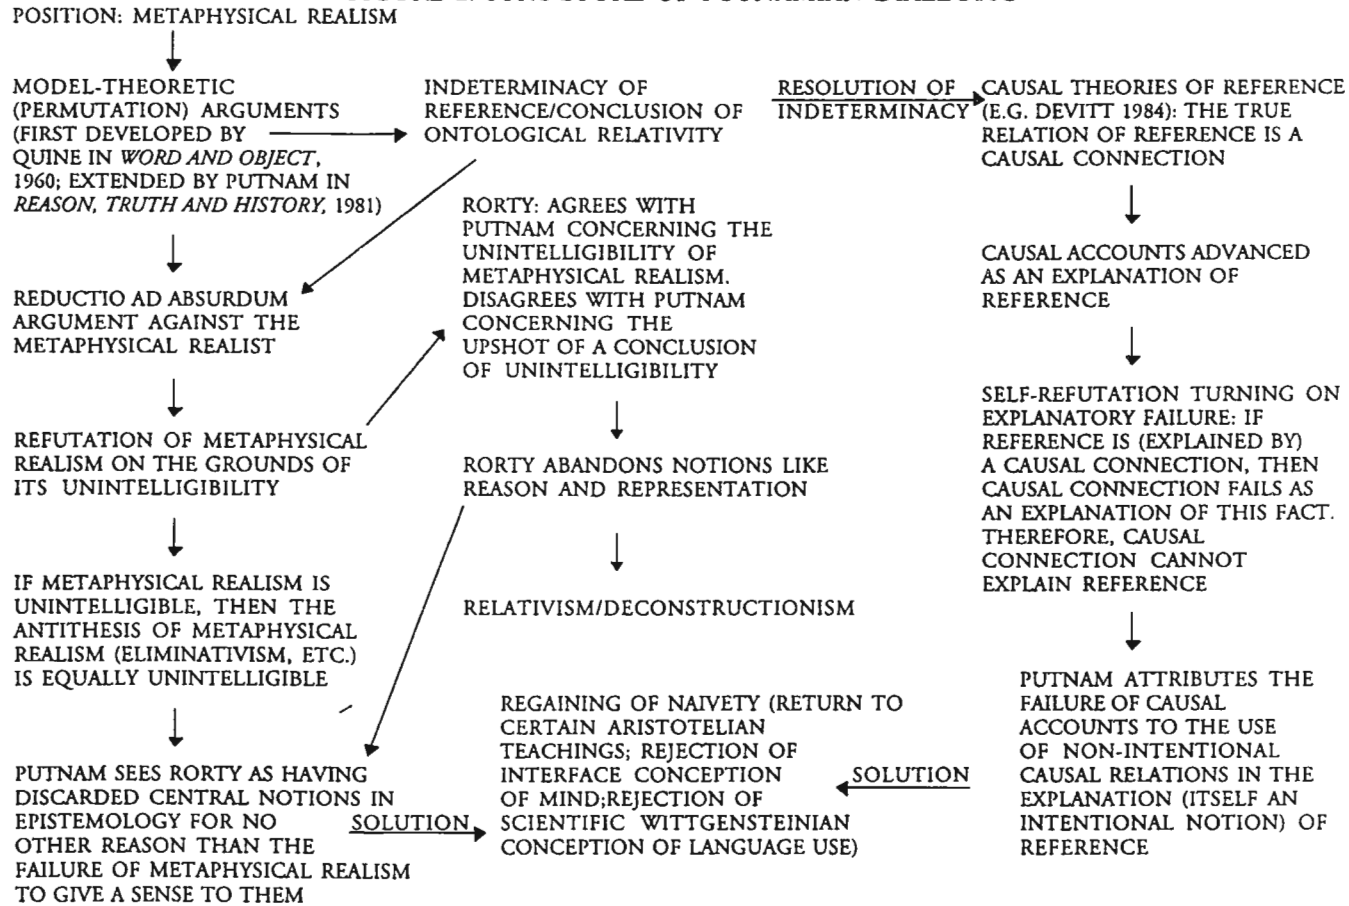 POSITION: METAPHYSICAL REALISM
MODEL-THEORETIC
(PERMUTATION) ARGUMENTS
(FIRST DEVELOPED BY
QUINE IN WORD AND OBJECT,
1960; EXTENDED BY PUTNAM IN
REASON, TRUTH AND HISTORY, 1981)
INDETERMINACY OF
REFERENCE/CONCLUSION OF
ONTOLOGICAL RELATIVITY
RESOLUTION OF
INDETERMINACY
CAUSAL THEORIES OF REFERENCE
(E.G. DEVITT 1984): THE TRUE
RELATION OF REFERENCE IS A
CAUSAL CONNECTION
REDUCTIO AD ABSURDUM
ARGUMENT AGAINST THE
METAPHYSICAL REALIST
RORTY: AGREES WITH
PUTNAM CONCERNING THE
UNINTELLIGIBILITY OF
METAPHYSICAL REALISM.
DISAGREES WITH PUTNAM
CONCERNING THE
UPSHOT OF A CONCLUSION
OF UNINTELLIGIBILITY
CAUSAL ACCOUNTS ADVANCED
AS AN EXPLANATION OF
REFERENCE
REFUTATION OF METAPHYSICAL
REALISM ON THE GROUNDS OF
ITS UNINTELLIGIBILITY
RORTY ABANDONS NOTIONS LIKE
REASON AND REPRESENTATION
SELF-REFUTATION TURNING ON
EXPLANATORY FAILURE: IF
REFERENCE IS (EXPLAINED BY)
A CAUSAL CONNECTION, THEN
CAUSAL CONNECTION FAILS AS
AN EXPLANATION OF THIS FACT.
THEREFORE, CAUSAL
CONNECTION CANNOT
EXPLAIN REFERENCE
IF METAPHYSICAL REALISM IS
UNINTELLIGIBLE, THEN THE
ANTITHESIS OF METAPHYSICAL
REALISM (ELIMINATIVISM, ETC.)
IS EQUALLY UNINTELLIGIBLE
RELATIVISM/DECONSTRUCTIONISM
PUTNAM SEES RORTY AS HAVING
DISCARDED CENTRAL NOTIONS IN
EPISTEMOLOGY FOR NO
OTHER REASON THAN THE
FAILURE OF METAPHYSICAL REALISM
TO GIVE A SENSE TO THEM
SOLUTION
REGAINING OF NAIVETY (RETURN TO
CERTAIN ARISTOTELIAN
TEACHINGS; REJECTION OF
INTERFACE CONCEPTION
OF MIND;REJECTION OF
SCIENTIFIC WITTGENSTEINIAN
CONCEPTION OF LANGUAGE USE)
SOLUTION
PUTNAM ATTRIBUTES THE
FAILURE OF CAUSAL
ACCOUNTS TO THE USE
OF NON-INTENTIONAL
CAUSAL RELATIONS IN THE
EXPLANATION (ITSELF AN
INTENTIONAL NOTION) OF
REFERENCE